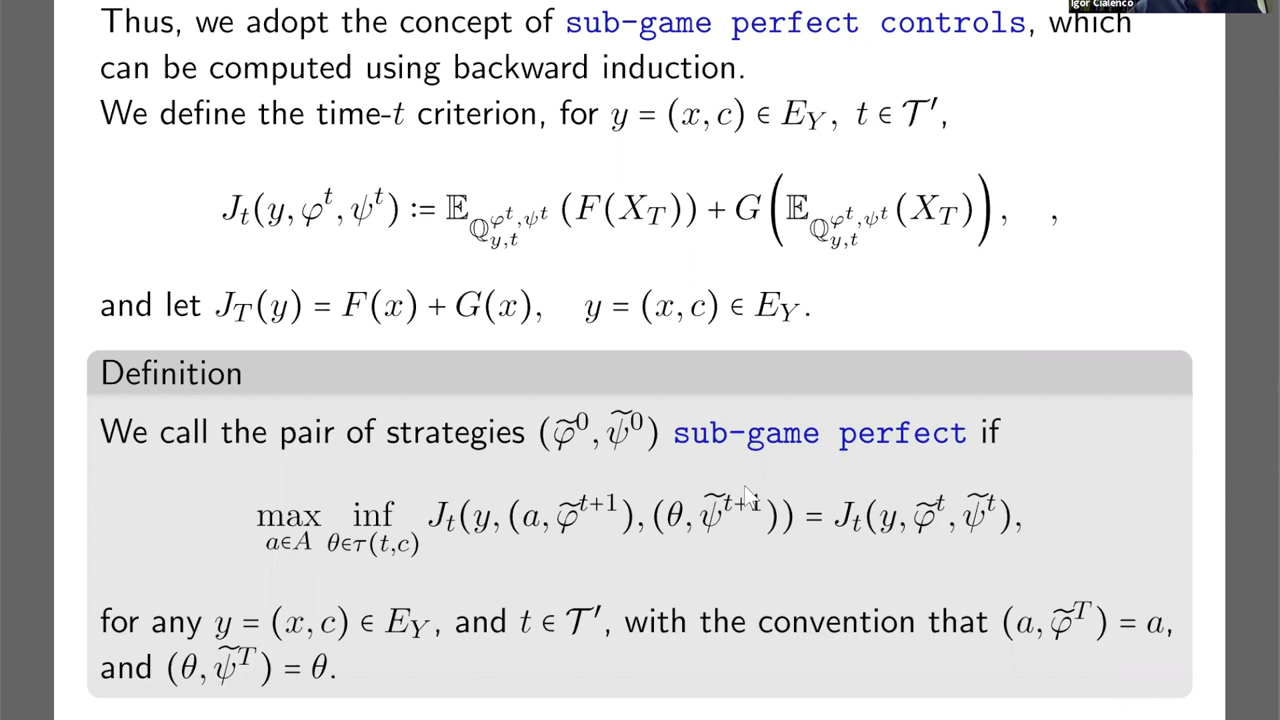 Igor Cialenco
Thus, we adopt the concept of sub-game perfect controls, which
can be computed using backward induction.
We define the time-t criterion, for y = (x, c) ∈ E_Y, t ∈ 𝒯′,
J_t(y, φ^t, ψ^t) := 𝔼_{ℚ_{y,t}^{φ^t,ψ^t}} (F(X_T)) + G(𝔼_{ℚ_{y,t}^{φ^t,ψ^t}}(X_T)), ,
and let J_T(y) = F(x) + G(x), y = (x, c) ∈ E_Y.
Definition
We call the pair of strategies (φ̃^0, ψ̃^0) sub-game perfect if
max_{a∈A} inf_{θ∈τ(t,c)} J_t(y, (a, φ̃^{t+1}), (θ, ψ̃^{t+1})) = J_t(y, φ̃^t, ψ̃^t),
for any y = (x, c) ∈ E_Y, and t ∈ 𝒯′, with the convention that (a, φ̃^T) = a,
and (θ, ψ̃^T) = θ.